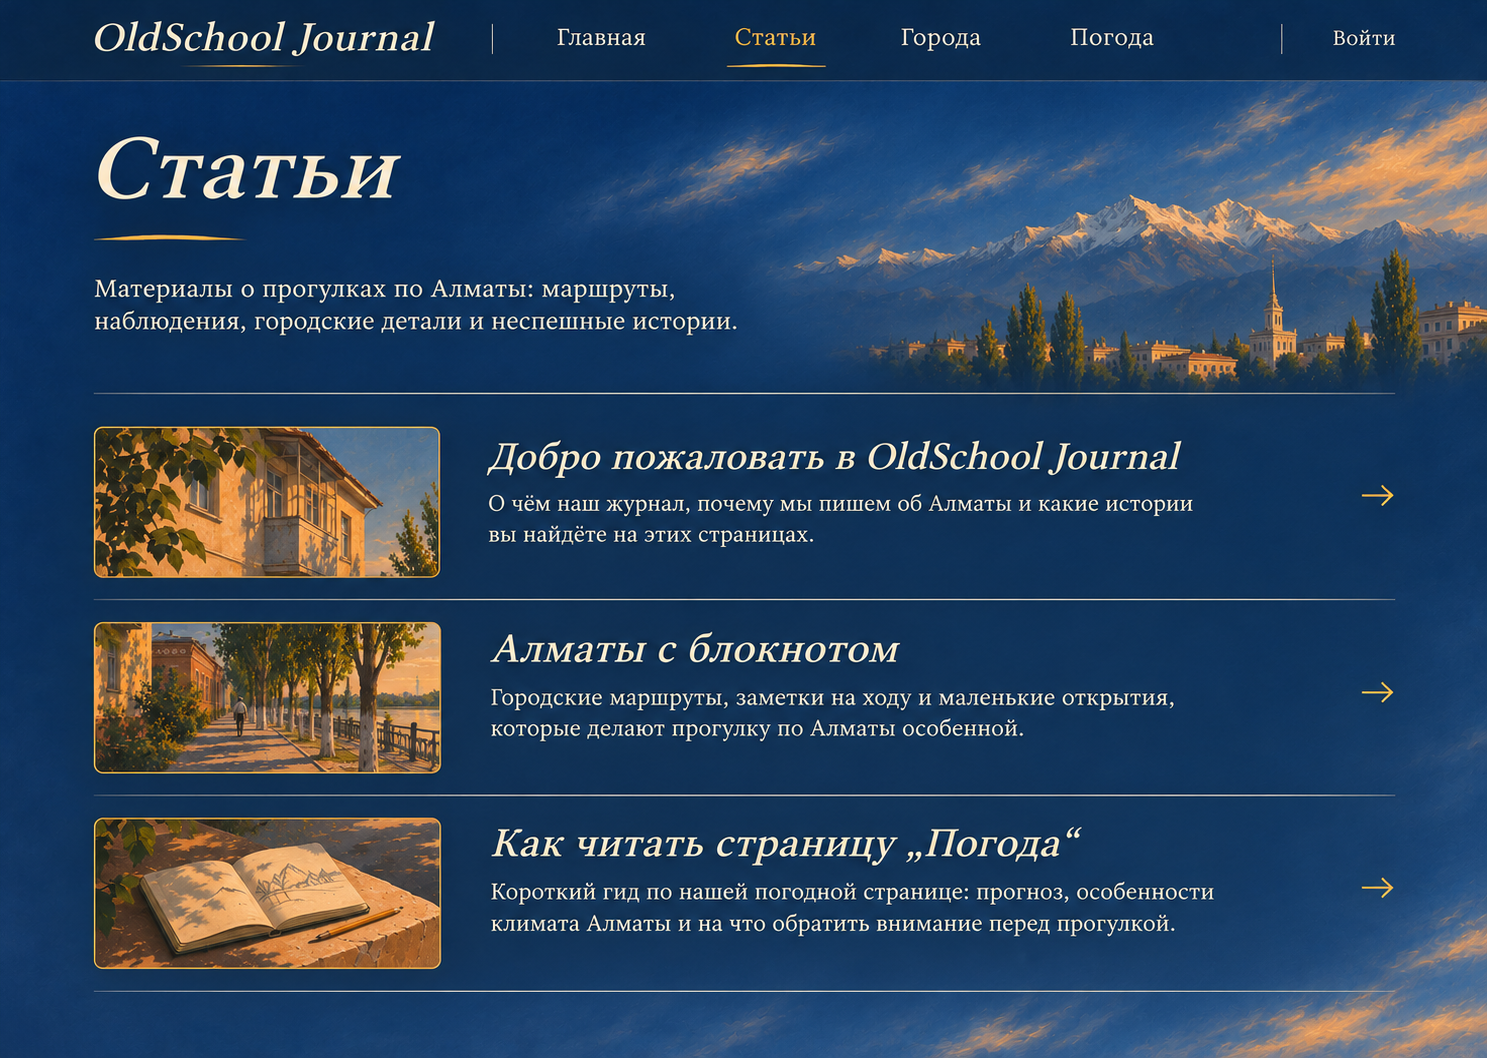 OldSchool Journal
Главная
Статьи
Города
Погода
Войти
Статьи
Материалы о прогулках по Алматы: маршруты,
наблюдения, городские детали и неспешные истории.
Добро пожаловать в OldSchool Journal
О чём наш журнал, почему мы пишем об Алматы и какие истории
вы найдёте на этих страницах.
Алматы с блокнотом
Городские маршруты, заметки на ходу и маленькие открытия,
которые делают прогулку по Алматы особенной.
Как читать страницу „Погода“
Короткий гид по нашей погодной странице: прогноз, особенности
климата Алматы и на что обратить внимание перед прогулкой.